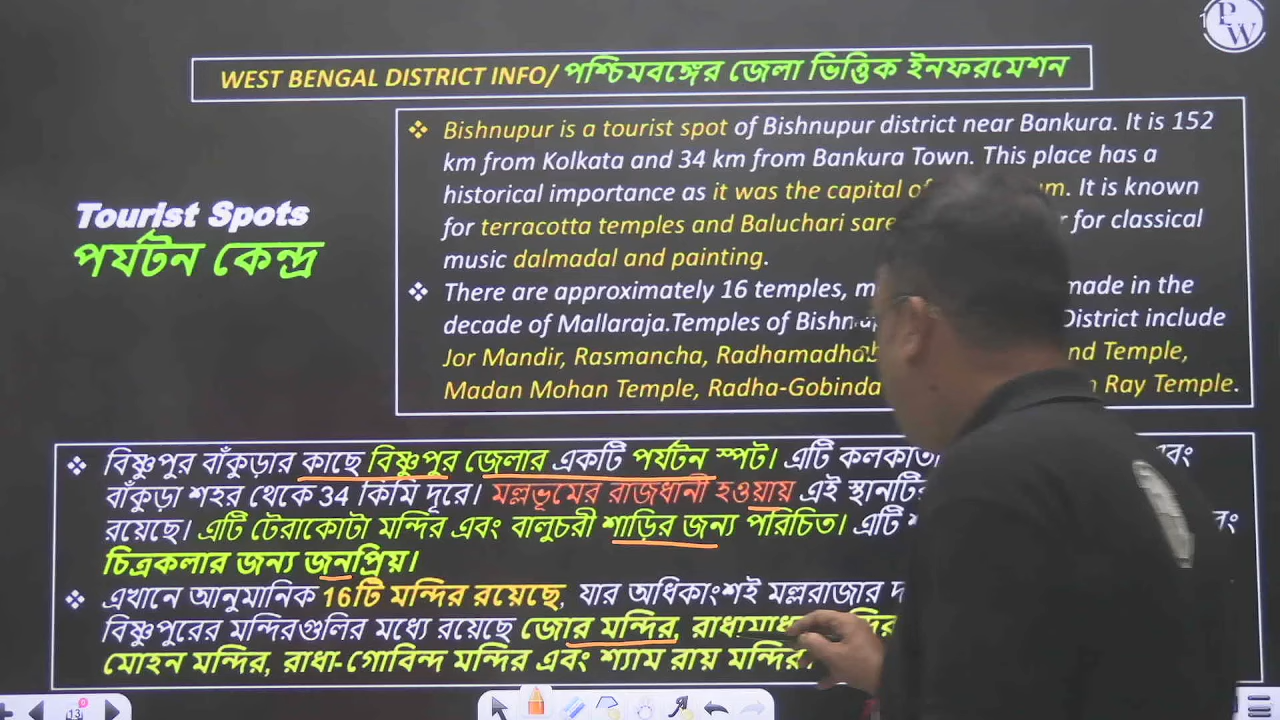 PW
WEST BENGAL DISTRICT INFO/ পশ্চিমবঙ্গের জেলা ভিত্তিক ইনফরমেশন
Tourist Spots
পর্যটন কেন্দ্র
❖ Bishnupur is a tourist spot of Bishnupur district near Bankura. It is 152
km from Kolkata and 34 km from Bankura Town. This place has a
historical importance as it was the capital of It is known
for terracotta temples and Baluchari for classical
music dalmadal and painting.
❖ There are approximately 16 temples, made in the
decade of Mallaraja.Temples of District include
Jor Mandir, Rasmancha, Temple,
Madan Mohan Temple, Radha-Gobinda Ray Temple.
❖ বিষ্ণুপুর বাঁকুড়ার কাছে বিষ্ণুপুর জেলার একটি পর্যটন স্পট। এটি
বাঁকুড়া শহর থেকে 34 কিমি দূরে। মল্লভূমের রাজধানী হওয়ায় এই
রয়েছে। এটি টেরাকোটা মন্দির এবং বালুচরী শাড়ির জন্য পরিচিত। এটি
চিত্রকলার জন্য জনপ্রিয়।
❖ এখানে আনুমানিক 16টি মন্দির রয়েছে, যার অধিকাংশই মল্লরাজার
বিষ্ণুপুরের মন্দিরগুলির মধ্যে রয়েছে জোর মন্দির,
মোহন মন্দির, রাধা-গোবিন্দ মন্দির এবং শ্যাম রায় মন্দির।
13